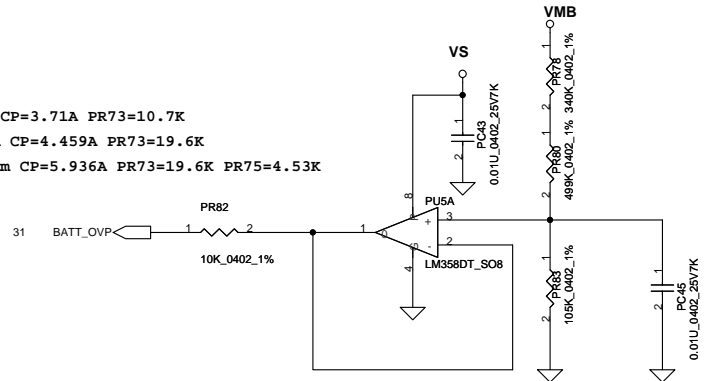 VMB
VS
1
PR78
340K_0402_1%
2
CP=3.71A PR73=10.7K
CP=4.459A PR73=19.6K
m CP=5.936A PR73=19.6K PR75=4.53K
1
PC43
0.01U_0402_25V7K
2
1
PR80
499K_0402_1%
2
8
PU5A
P
+
3
-
2
O
1
G
4
LM358DT_SO8
31
BATT_OVP
1
PR82
2
10K_0402_1%
1
PR83
105K_0402_1%
2
1
PC45
0.01U_0402_25V7K
2